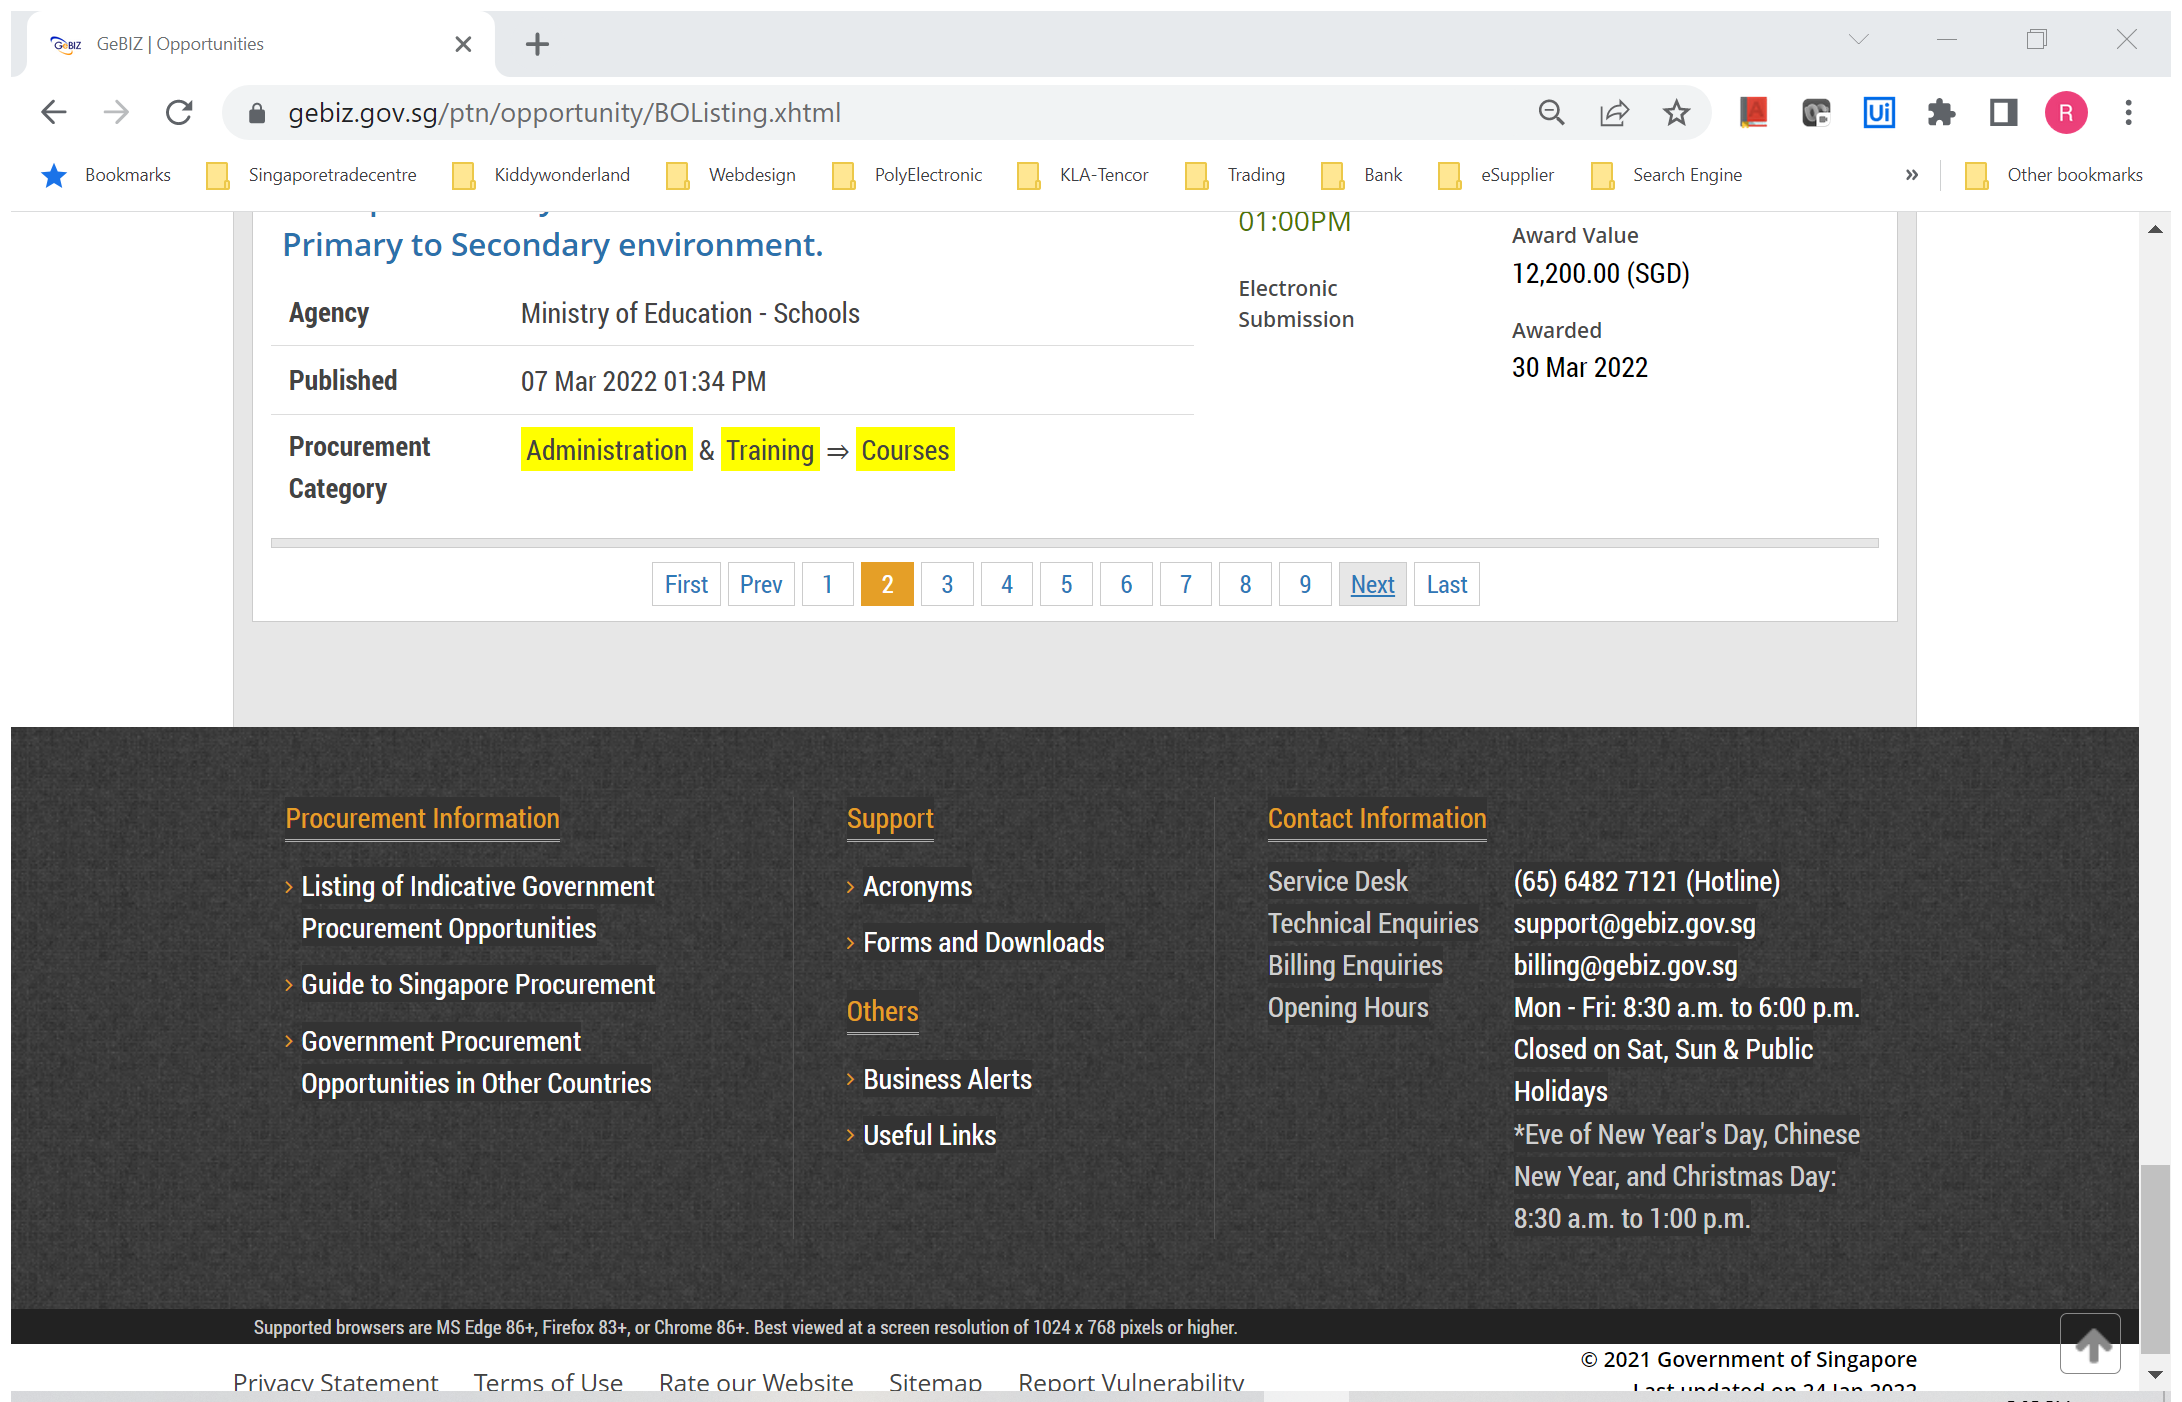 GeBIZ | Opportunities
gebiz.gov.sg/ptn/opportunity/BOListing.xhtml
R
Bookmarks Singaporetradecentre Kiddywonderland Webdesign PolyElectronic KLA-Tencor Trading Bank eSupplier Search Engine » Other bookmarks
Primary to Secondary environment.
01:00PM
Electronic
Submission
Award Value
12,200.00 (SGD)
Awarded
30 Mar 2022
Agency Ministry of Education - Schools
Published 07 Mar 2022 01:34 PM
Procurement Category Administration & Training ⇒ Courses
First Prev 1 2 3 4 5 6 7 8 9 Next Last
Procurement Information
Listing of Indicative Government
Procurement Opportunities
Guide to Singapore Procurement
Government Procurement
Opportunities in Other Countries
Support
Acronyms
Forms and Downloads
Others
Business Alerts
Useful Links
Contact Information
Service Desk (65) 6482 7121 (Hotline)
Technical Enquiries support@gebiz.gov.sg
Billing Enquiries billing@gebiz.gov.sg
Opening Hours Mon - Fri: 8:30 a.m. to 6:00 p.m.
Closed on Sat, Sun & Public
Holidays
*Eve of New Year's Day, Chinese
New Year, and Christmas Day:
8:30 a.m. to 1:00 p.m.
Supported browsers are MS Edge 86+, Firefox 83+, or Chrome 86+. Best viewed at a screen resolution of 1024 x 768 pixels or higher.
Privacy Statement Terms of Use Rate our Website Sitemap Report Vulnerability
© 2021 Government of Singapore
Last updated on 24 Jan 2022